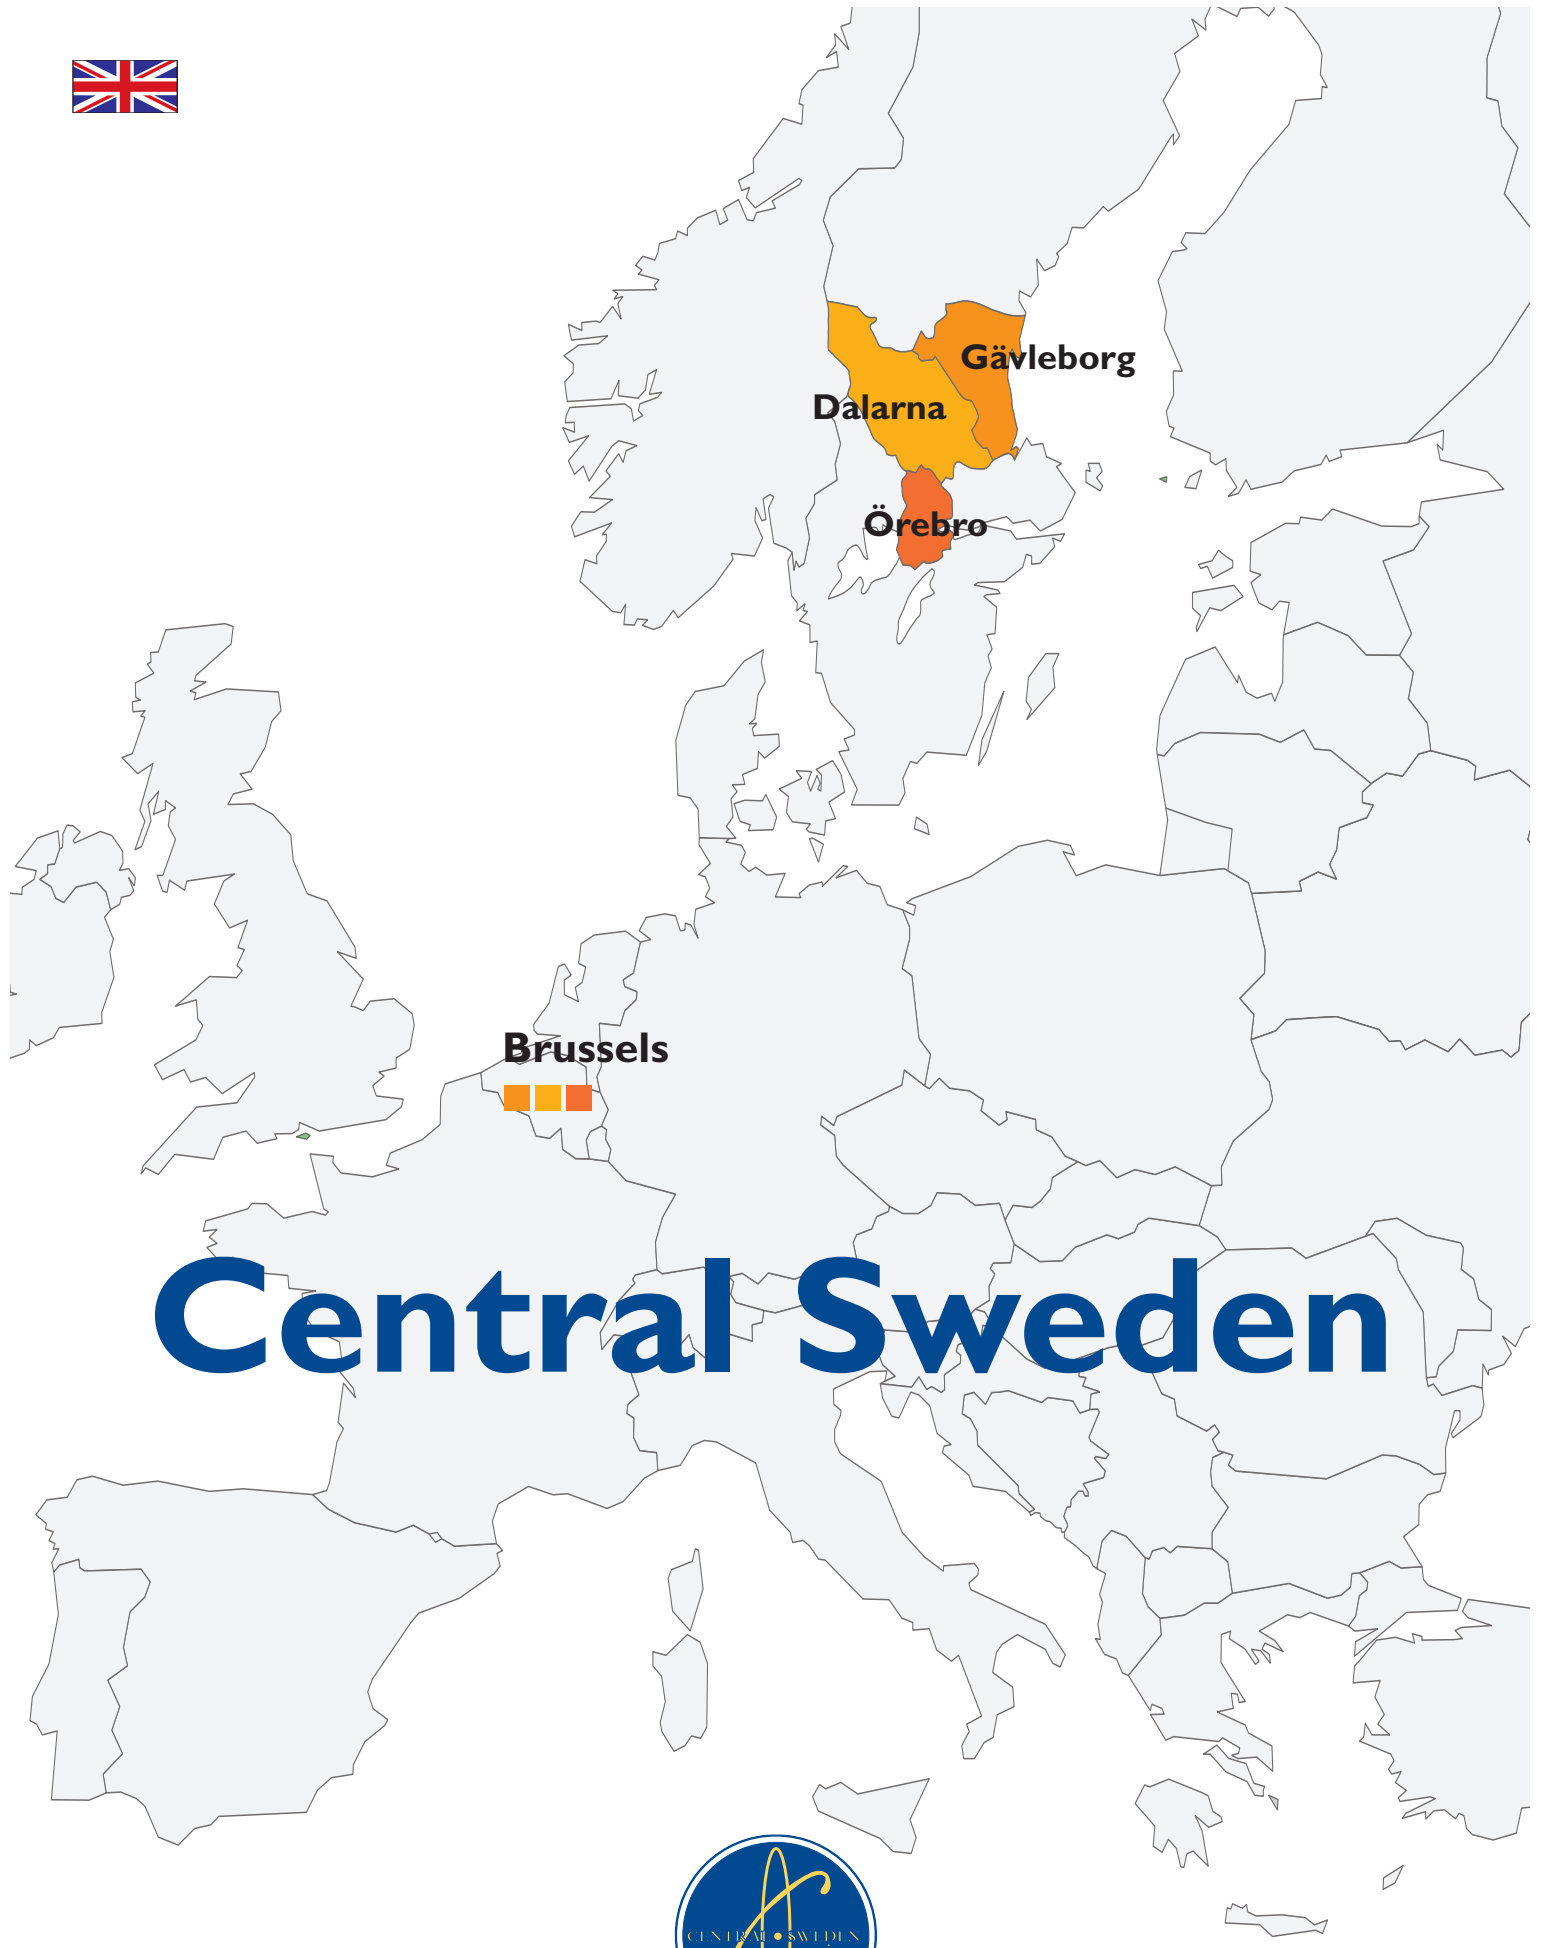 Gävleborg
Dalarna
Örebro
Brussels
Central Sweden
CENTRAL • SWEDEN